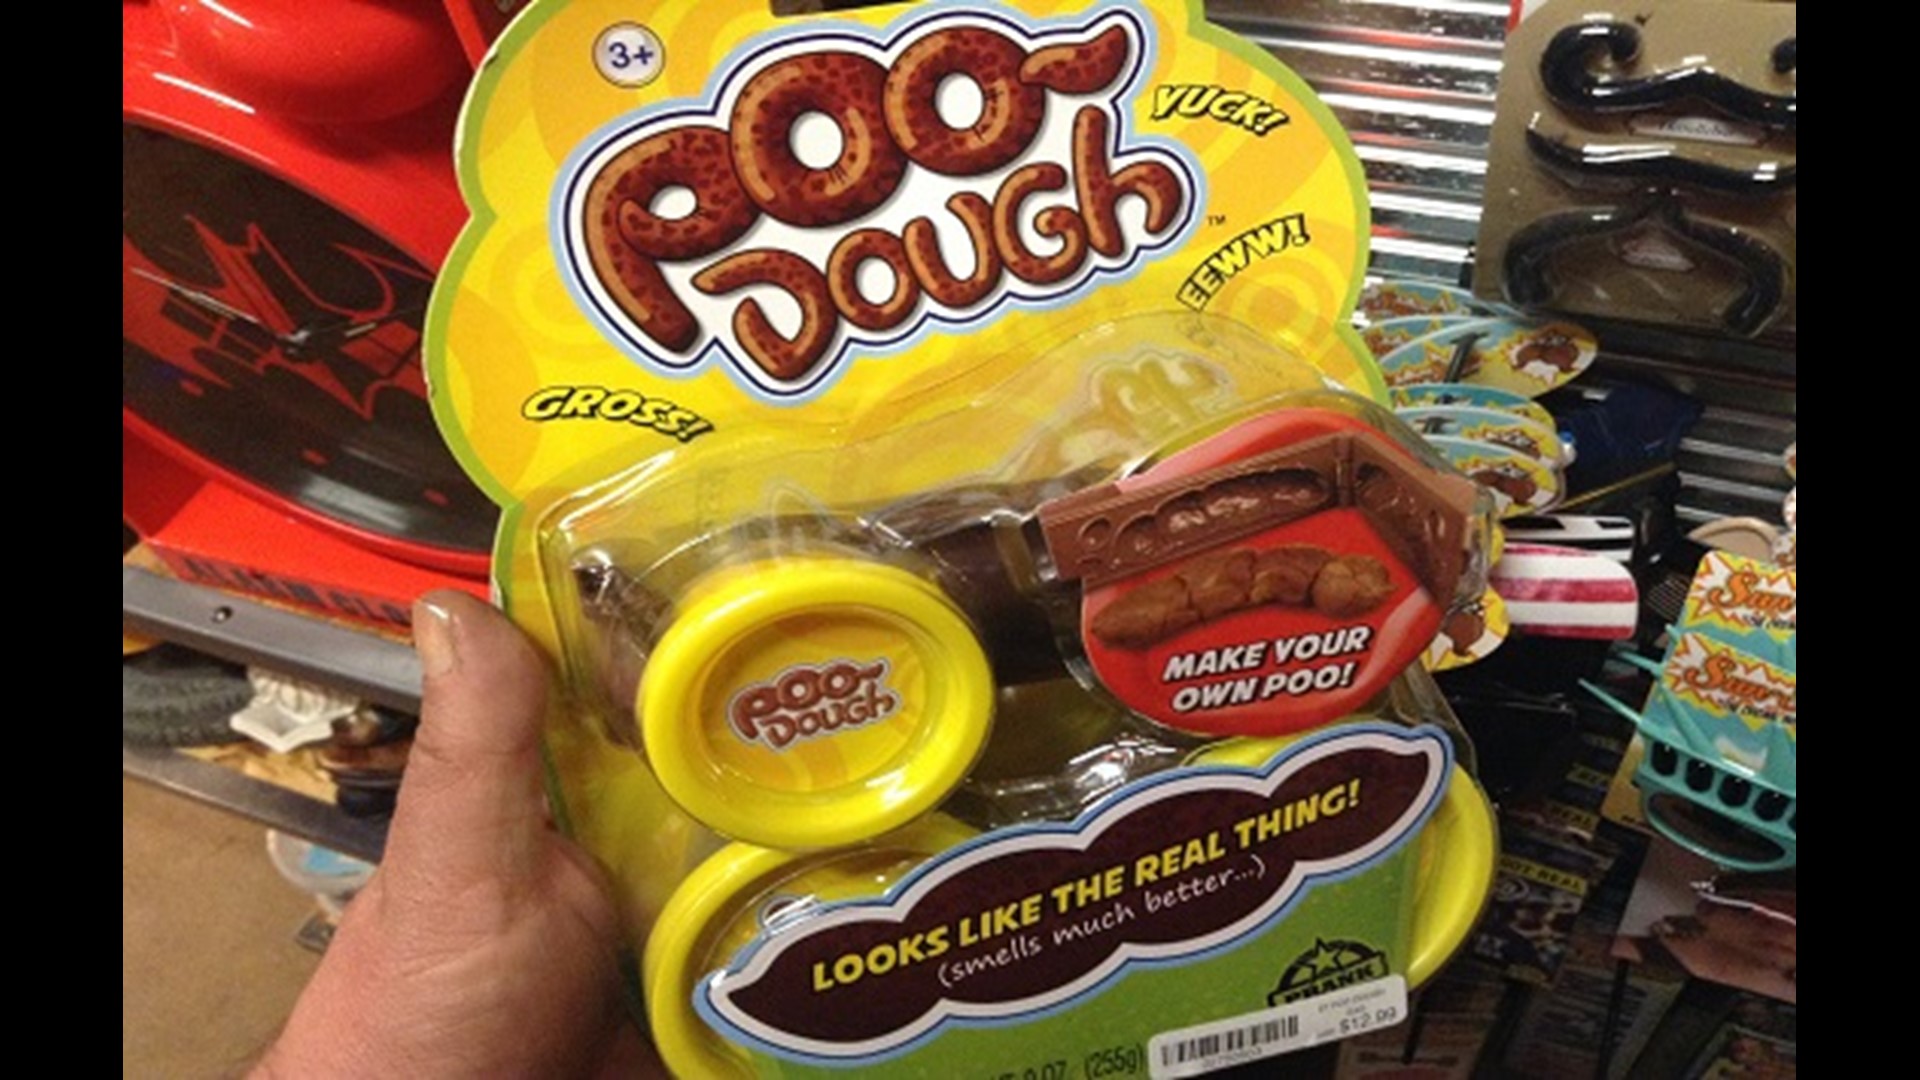 3+
POO-
DOUGH
™
YUCK!
EEWW!
GROSS!
POO-
DOUGH
MAKE YOUR
OWN POO!
LOOKS LIKE THE REAL THING!
(smells much better...)
PRANK
$12.99
(255g)